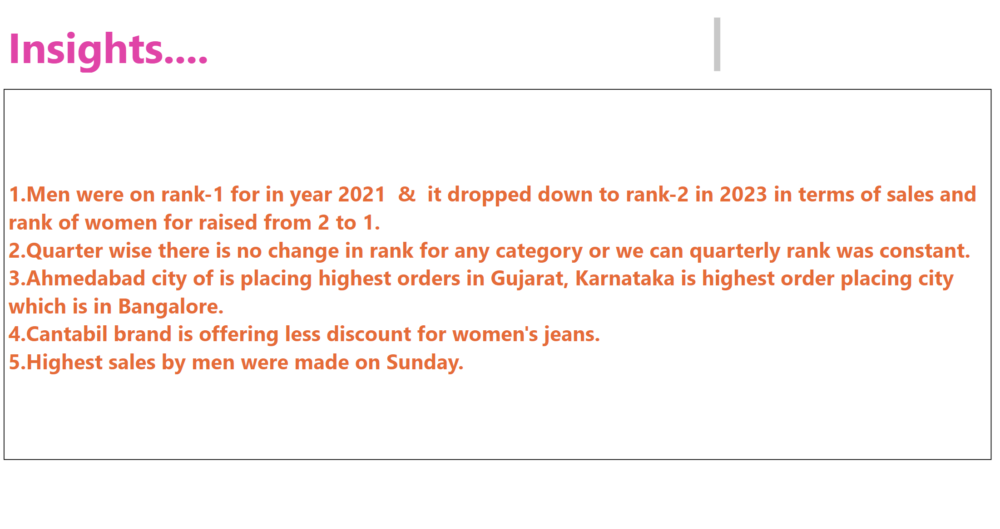 Insights....
1.Men were on rank-1 for in year 2021  &  it dropped down to rank-2 in 2023 in terms of sales and
rank of women for raised from 2 to 1.
2.Quarter wise there is no change in rank for any category or we can quarterly rank was constant.
3.Ahmedabad city of is placing highest orders in Gujarat, Karnataka is highest order placing city
which is in Bangalore.
4.Cantabil brand is offering less discount for women's jeans.
5.Highest sales by men were made on Sunday.